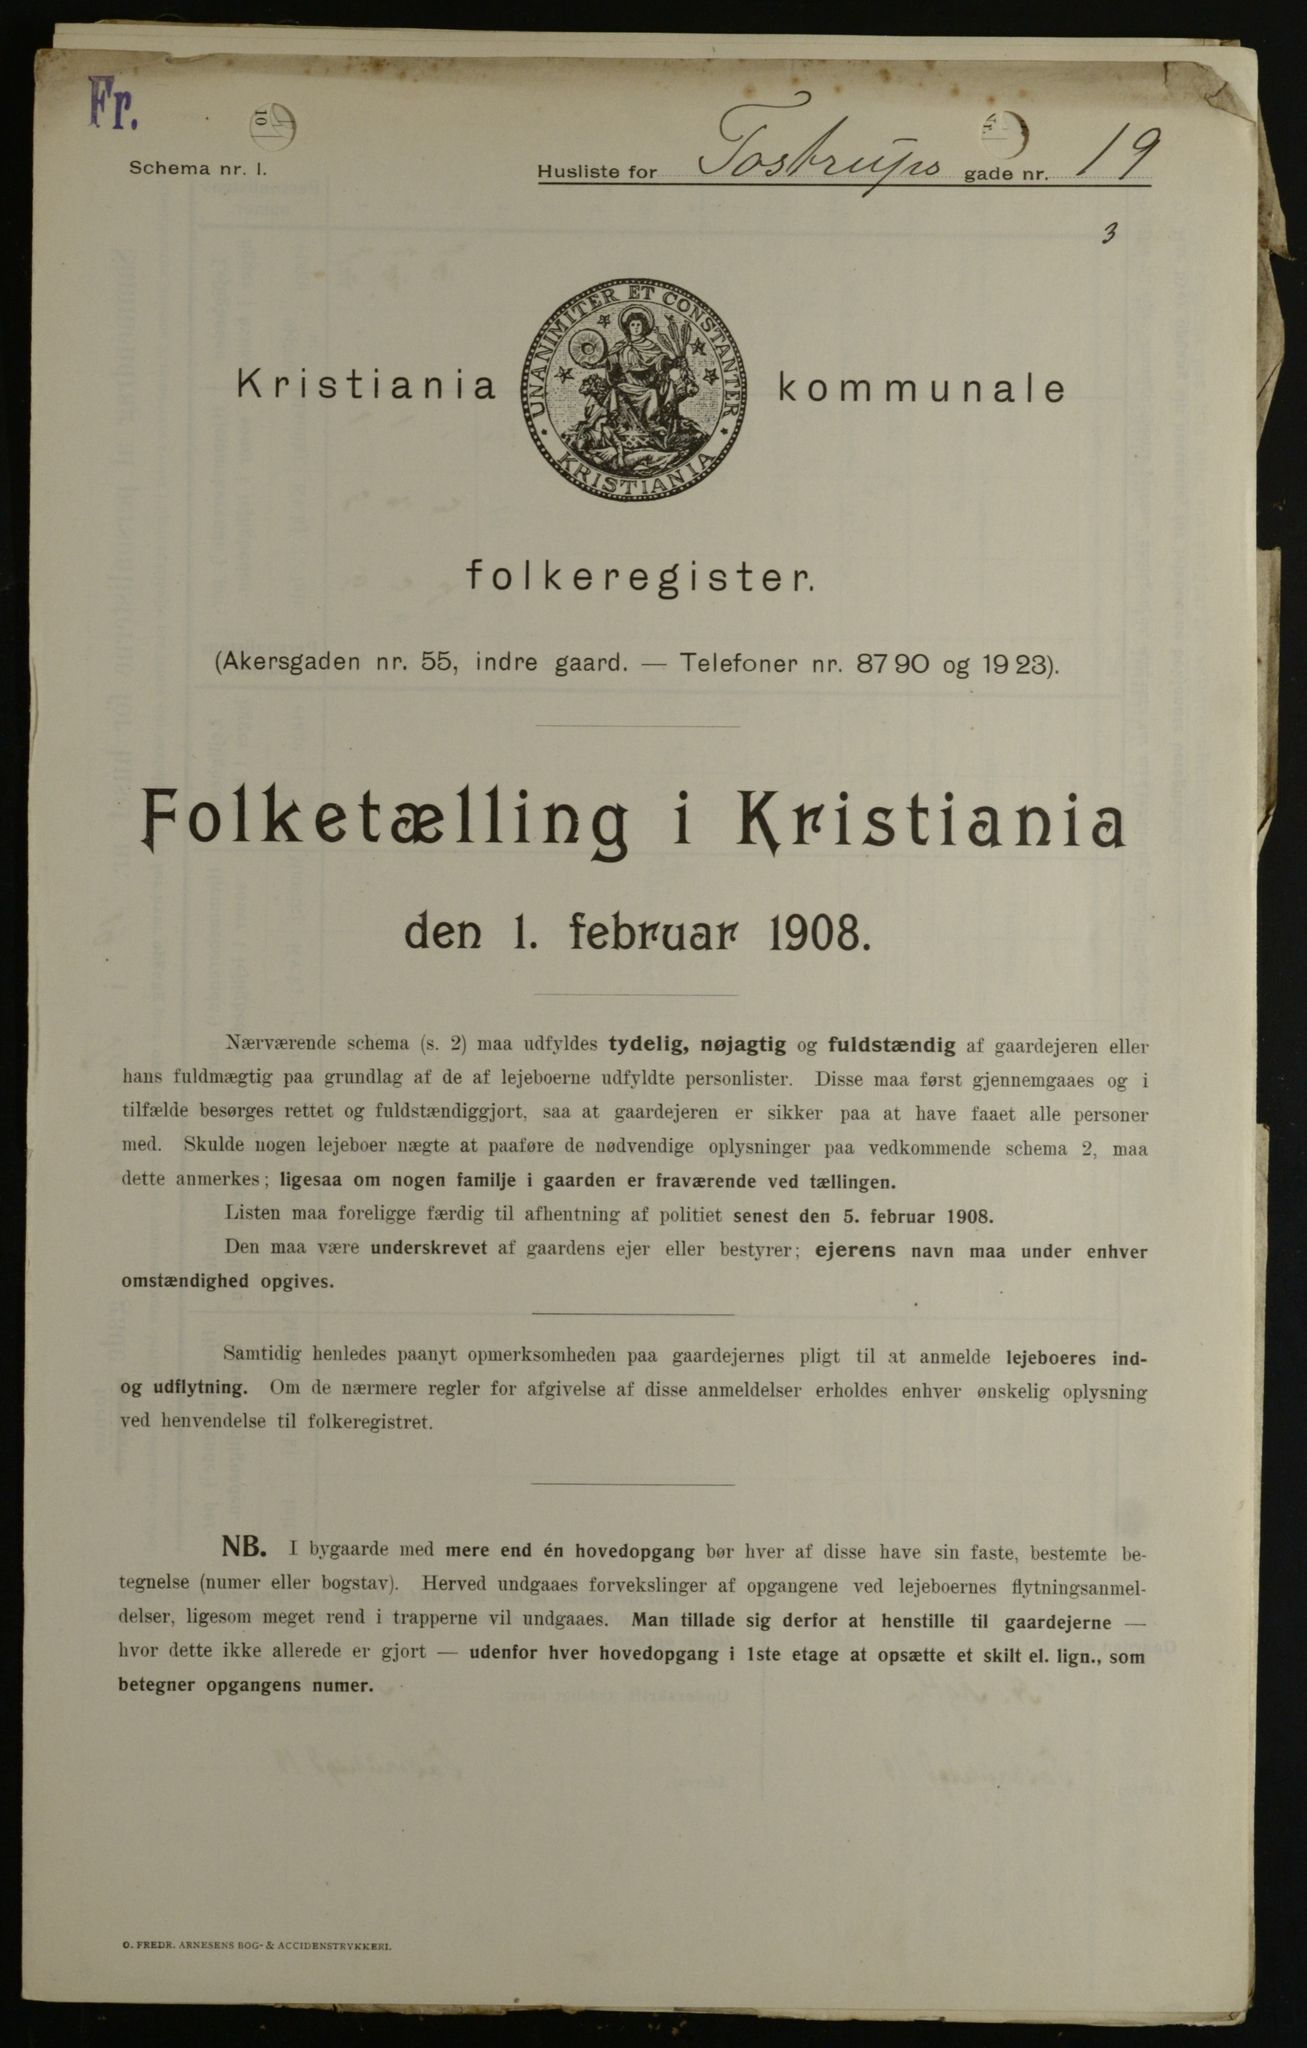 Fr.
10
Schema nr. 1.
Husliste for Tostrups gade nr. 19
3
UNANIMITER ET CONSTANTER
KRISTIANIA
Kristiania kommunale
folkeregister.
(Akersgaden nr. 55, indre gaard. — Telefoner nr. 87 90 og 19 23).
Folketælling i Kristiania
den 1. februar 1908.
Nærværende schema (s. 2) maa udfyldes tydelig, nøjagtig og fuldstændig af gaardejeren eller
hans fuldmægtig paa grundlag af de af lejeboerne udfyldte personlister. Disse maa først gjennemgaaes og i
tilfælde besørges rettet og fuldstændiggjort, saa at gaardejeren er sikker paa at have faaet alle personer
med. Skulde nogen lejeboer nægte at paaføre de nødvendige oplysninger paa vedkommende schema 2, maa
dette anmerkes; ligesaa om nogen familje i gaarden er fraværende ved tællingen.
Listen maa foreligge færdig til afhentning af politiet senest den 5. februar 1908.
Den maa være underskrevet af gaardens ejer eller bestyrer; ejerens navn maa under enhver
omstændighed opgives.
Samtidig henledes paanyt opmerksomheden paa gaardejernes pligt til at anmelde lejeboeres ind-
og udflytning. Om de nærmere regler for afgivelse af disse anmeldelser erholdes enhver ønskelig oplysning
ved henvendelse til folkeregistret.
NB. I bygaarde med mere end én hovedopgang bør hver af disse have sin faste, bestemte be-
tegnelse (numer eller bogstav). Herved undgaaes forvekslinger af opgangene ved lejeboernes flytningsanmel-
delser, ligesom meget rend i trapperne vil undgaaes. Man tillade sig derfor at henstille til gaardejerne —
hvor dette ikke allerede er gjort — udenfor hver hovedopgang i 1ste etage at opsætte et skilt el. lign., som
betegner opgangens numer.
O. FREDR. ARNESENS BOG- & ACCIDENSTRYKKERI.